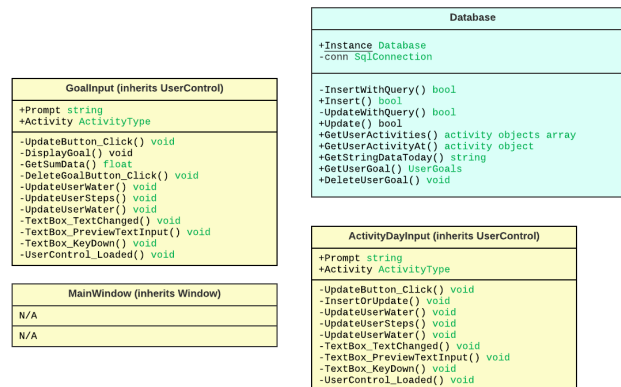 GoalInput (inherits UserControl)
+Prompt string
+Activity ActivityType
-UpdateButton_Click() void
-DisplayGoal() void
-GetSumData() float
-DeleteGoalButton_Click() void
-UpdateUserWater() void
-UpdateUserSteps() void
-UpdateUserWater() void
-TextBox_TextChanged() void
-TextBox_PreviewTextInput() void
-TextBox_KeyDown() void
-UserControl_Loaded() void
MainWindow (inherits Window)
N/A
N/A
Database
+Instance Database
-conn SqlConnection
-InsertWithQuery() bool
+Insert() bool
-UpdateWithQuery() bool
+Update() bool
+GetUserActivities() activity objects array
+GetUserActivityAt() activity object
+GetStringDataToday() string
+GetUserGoal() UserGoals
+DeleteUserGoal() void
ActivityDayInput (inherits UserControl)
+Prompt string
+Activity ActivityType
-UpdateButton_Click() void
-InsertOrUpdate() void
-UpdateUserWater() void
-UpdateUserSteps() void
-UpdateUserWater() void
-TextBox_TextChanged() void
-TextBox_PreviewTextInput() void
-TextBox_KeyDown() void
-UserControl_Loaded() void